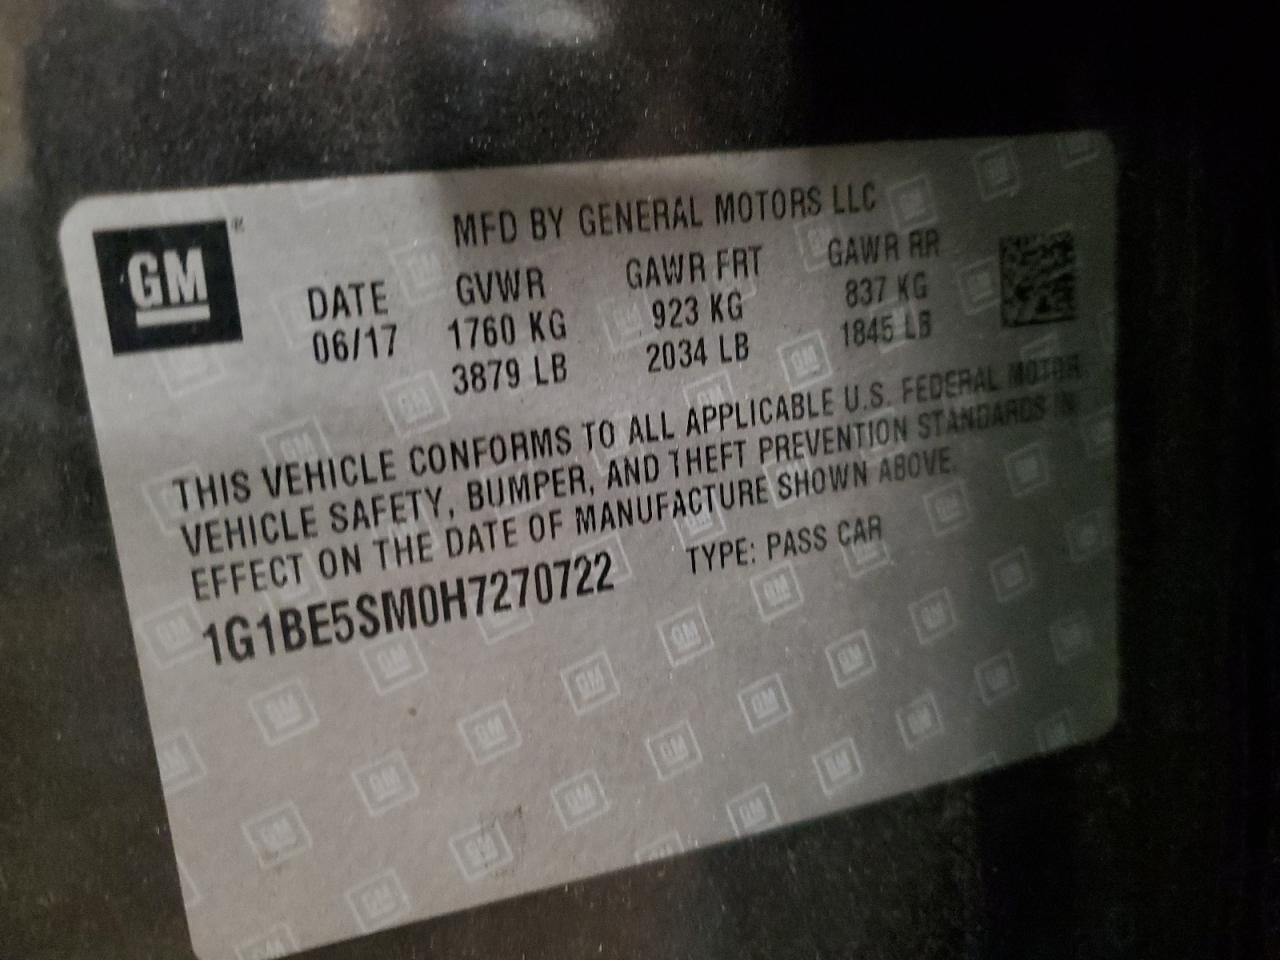 GM
MFD BY GENERAL MOTORS LLC
DATE GVWR GAWR FRT GAWR RR
06/17 1760 KG 923 KG 837 KG
3879 LB 2034 LB 1845 LB
THIS VEHICLE CONFORMS TO ALL APPLICABLE U.S. FEDERAL MOTOR
VEHICLE SAFETY, BUMPER, AND THEFT PREVENTION STANDARDS IN
EFFECT ON THE DATE OF MANUFACTURE SHOWN ABOVE.
1G1BE5SM0H7270722 TYPE: PASS CAR